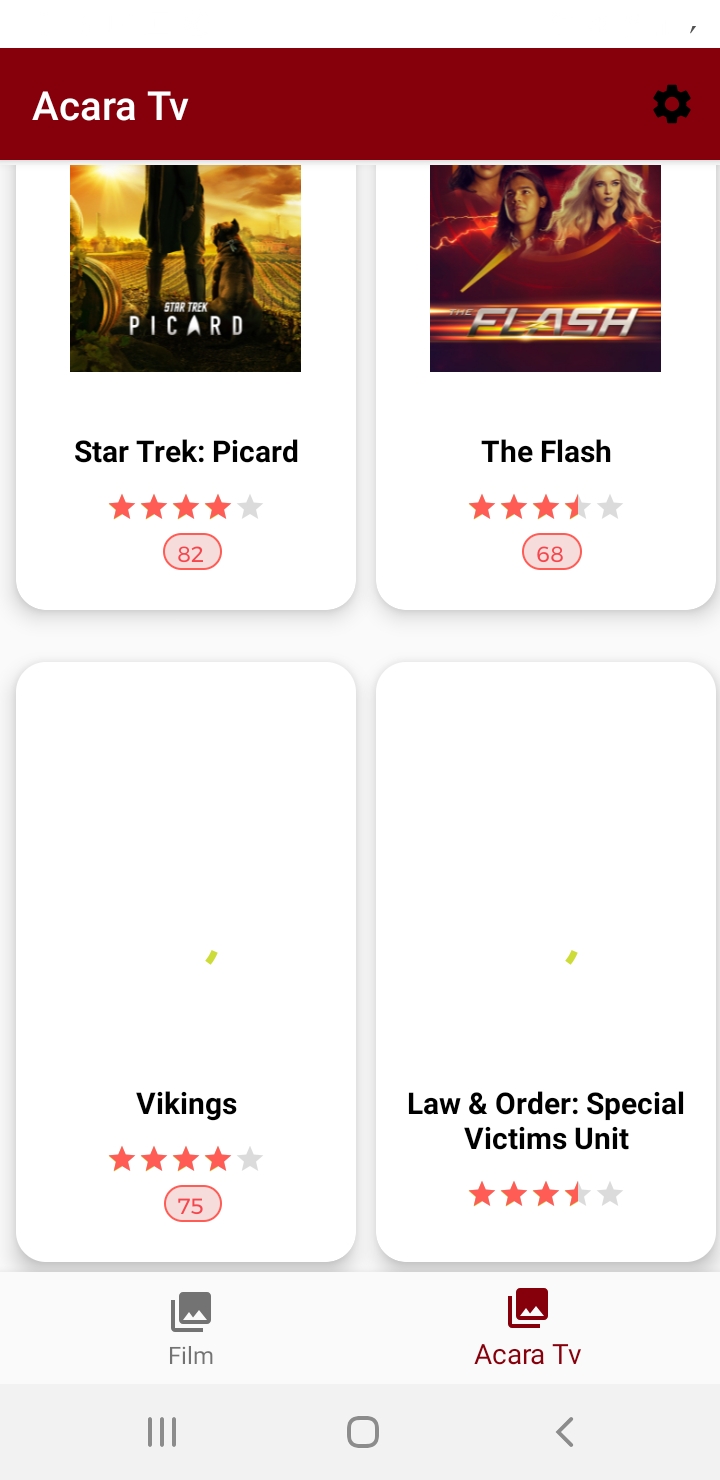 Acara Tv
STAR TREK
PICARD
THE
FLASH
Star Trek: Picard
The Flash
82
68
Vikings
Law & Order: Special
Victims Unit
75
Film
Acara Tv